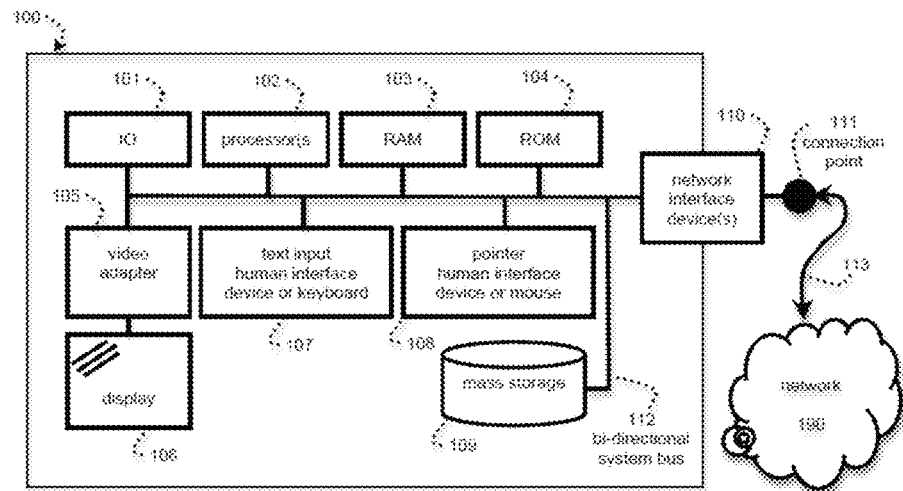 100
101
102
103
104
IO
processor(s)
RAM
ROM
110
111
connection
point
network
interface
device(s)
105
video
adapter
text input
human interface
device or keyboard
pointer
human interface
device or mouse
113
107
108
display
mass storage
106
109
112
bi-directional
system bus
network
190